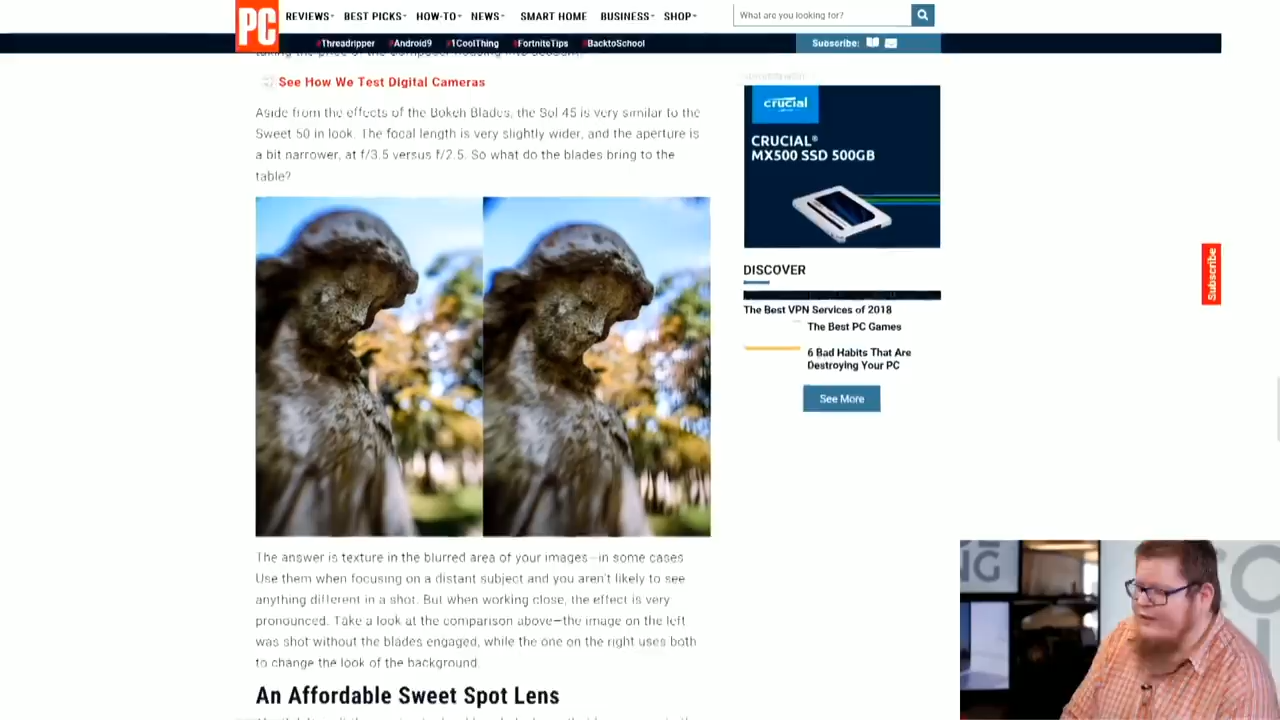 PC
REVIEWS
BEST PICKS
HOW-TO
NEWS
SMART HOME
BUSINESS
SHOP
What are you looking for?
#Threadripper #Android9 #1CoolThing #FortniteTips #BacktoSchool
Subscribe:
See How We Test Digital Cameras
Aside from the effects of the Bokeh Blades, the Sol 45 is very similar to the
Sweet 50 in look. The focal length is very slightly wider, and the aperture is
a bit narrower, at f/3.5 versus f/2.5. So what do the blades bring to the
table?
The answer is texture in the blurred area of your images—in some cases
Use them when focusing on a distant subject and you aren't likely to see
anything different in a shot. But when working close, the effect is very
pronounced. Take a look at the comparison above—the image on the left
was shot without the blades engaged, while the one on the right uses both
to change the look of the background.
An Affordable Sweet Spot Lens
crucial
CRUCIAL®
MX500 SSD 500GB
DISCOVER
The Best VPN Services of 2018
The Best PC Games
6 Bad Habits That Are
Destroying Your PC
See More
Subscribe